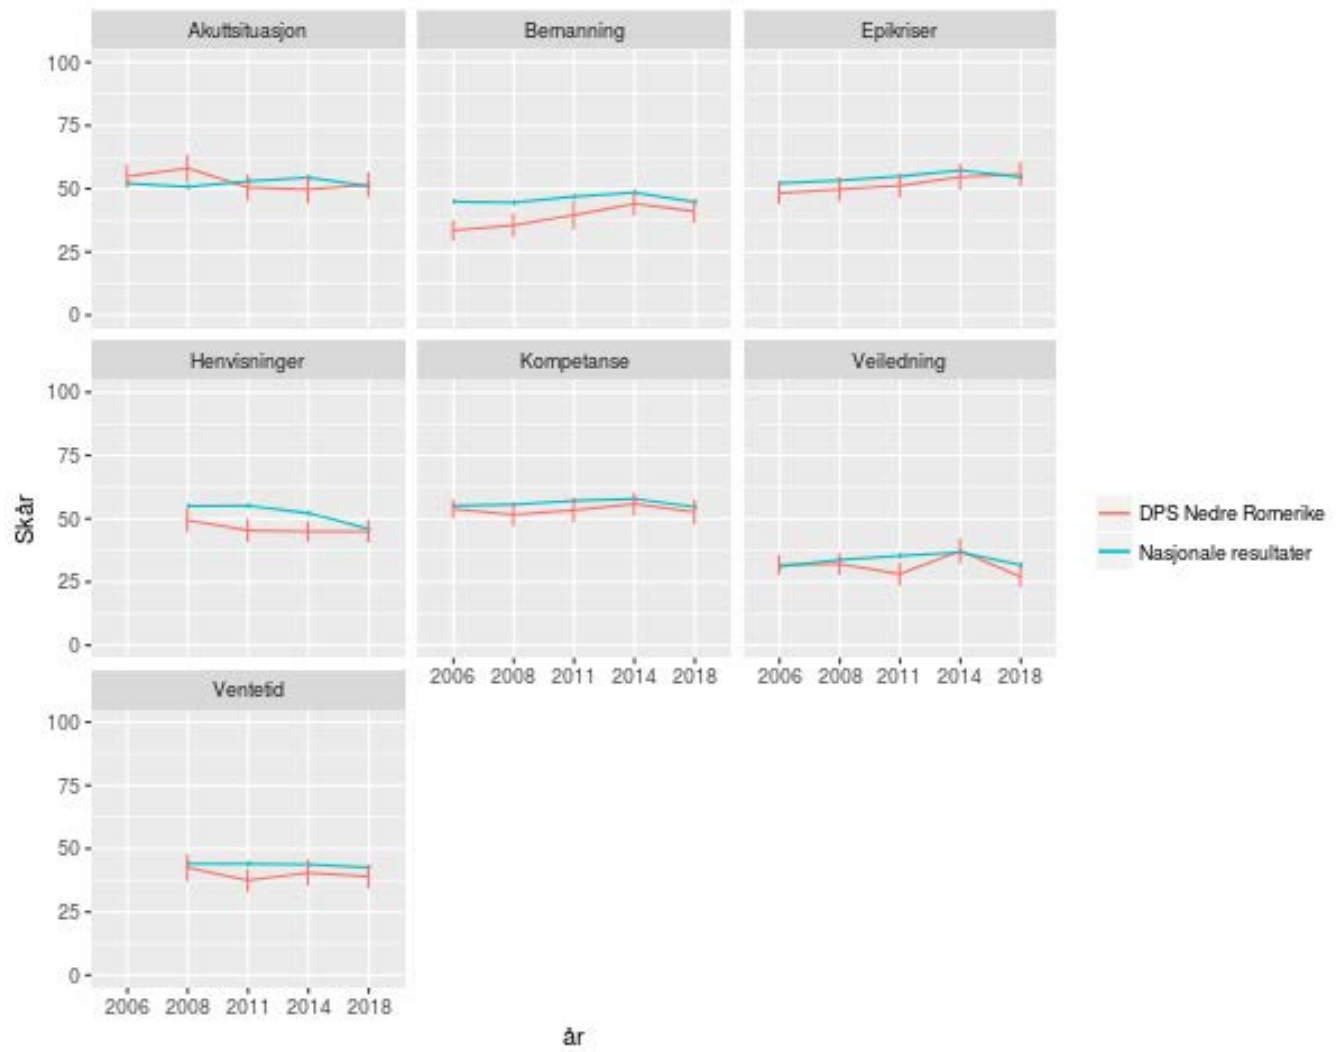 Akuttsituasjon Bemanning Epikriser
100
75
50
25
0
Henvisninger Kompetanse Veiledning
100
75
50
25
0
Skår
DPS Nedre Romerike
Nasjonale resultater
2006 2008 2011 2014 2018 2006 2008 2011 2014 2018
Ventetid
100
75
50
25
0
2006 2008 2011 2014 2018
år